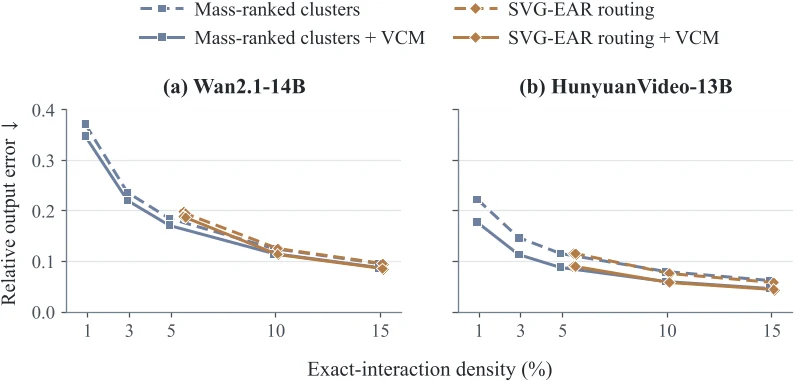 Mass-ranked clusters
SVG-EAR routing
Mass-ranked clusters + VCM
SVG-EAR routing + VCM
(a) Wan2.1-14B
(b) HunyuanVideo-13B
Relative output error ↓
0.4
0.3
0.2
0.1
0.0
1 3 5 10 15
1 3 5 10 15
Exact-interaction density (%)